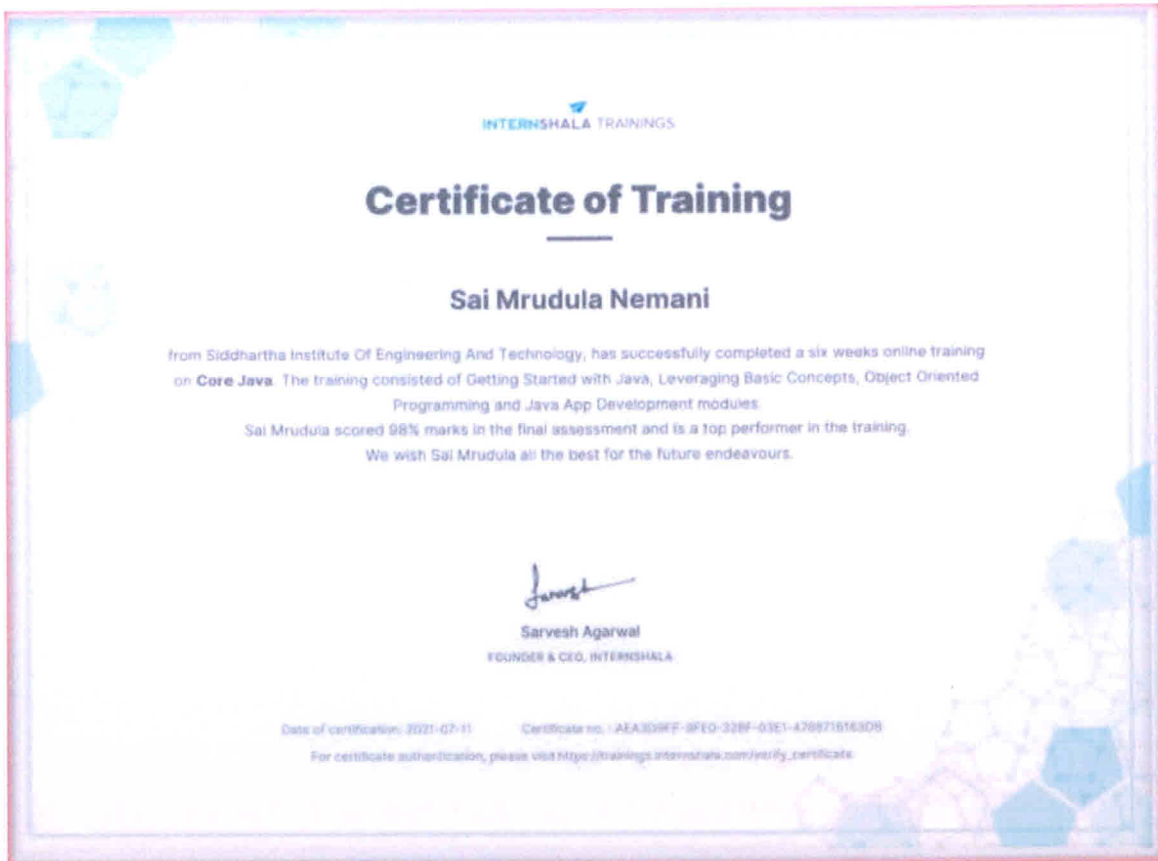 INTERNSHALA TRAININGS
Certificate of Training
Sai Mrudula Nemani
from Siddhartha Institute Of Engineering And Technology, has successfully completed a six weeks online training
on Core Java. The training consisted of Getting Started with Java, Leveraging Basic Concepts, Object Oriented
Programming and Java App Development modules.
Sai Mrudula scored 98% marks in the final assessment and is a top performer in the training.
We wish Sai Mrudula all the best for the future endeavours.
Sarvesh Agarwal
FOUNDER & CEO, INTERNSHALA
Date of certification: 2021-07-11 Certificate no. :
For certificate authentication, please visit https://trainings.internshala.com/verify_certificate